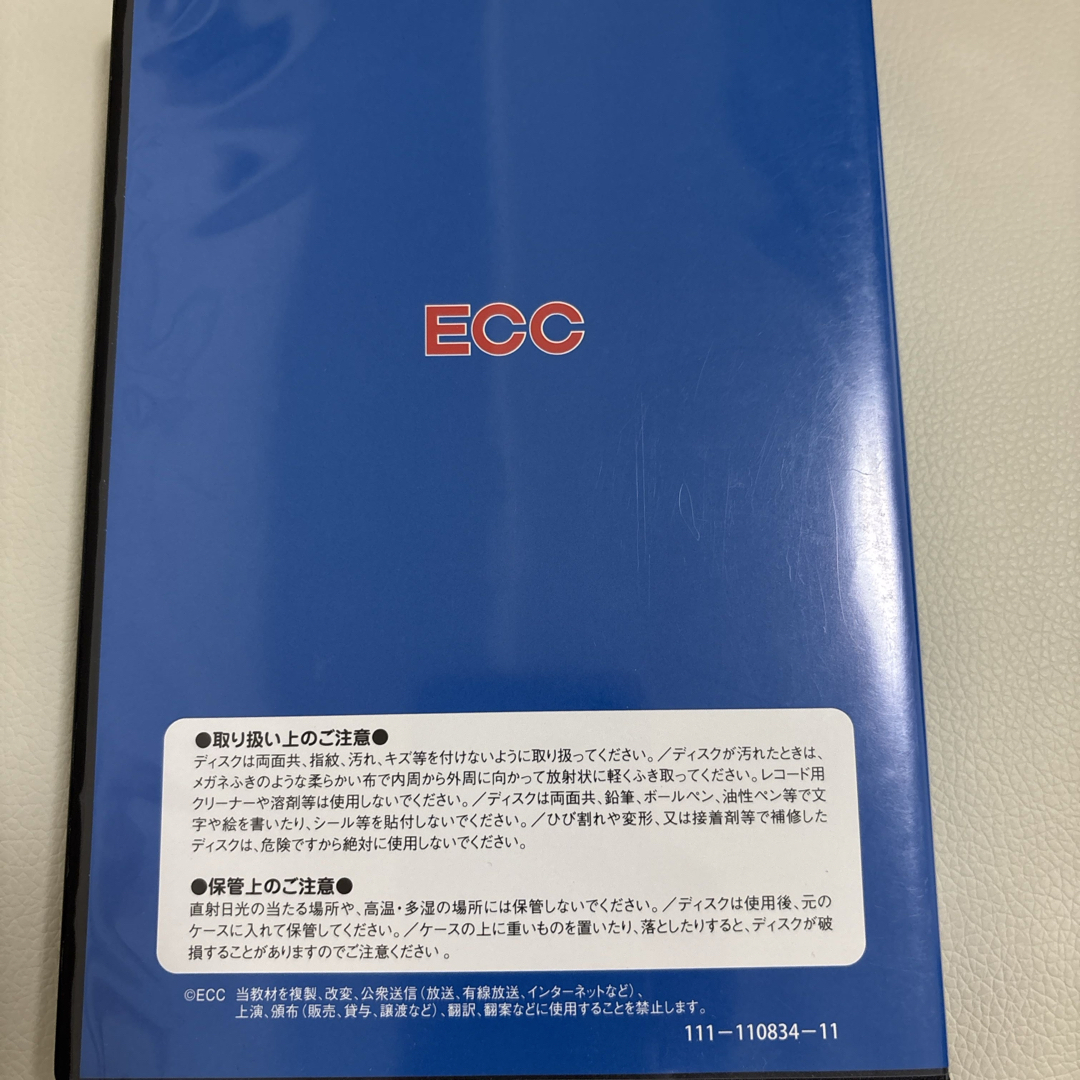 ECC
●取り扱い上のご注意●
ディスクは両面共、指紋、汚れ、キズ等を付けないように取り扱ってください。／ディスクが汚れたときは、
メガネふきのような柔らかい布で内周から外周に向かって放射状に軽くふき取ってください。レコード用
クリーナーや溶剤等は使用しないでください。／ディスクは両面共、鉛筆、ボールペン、油性ペン等で文
字や絵を書いたり、シール等を貼付しないでください。／ひび割れや変形、又は接着剤等で補修した
ディスクは、危険ですから絶対に使用しないでください。
●保管上のご注意●
直射日光の当たる場所や、高温・多湿の場所には保管しないでください。／ディスクは使用後、元の
ケースに入れて保管してください。／ケースの上に重いものを置いたり、落としたりすると、ディスクが破
損することがありますのでご注意ください。
©ECC 当教材を複製、改変、公衆送信（放送、有線放送、インターネットなど）、
上演、頒布（販売、貸与、譲渡など）、翻訳、翻案などに使用することを禁止します。
111－110834－11